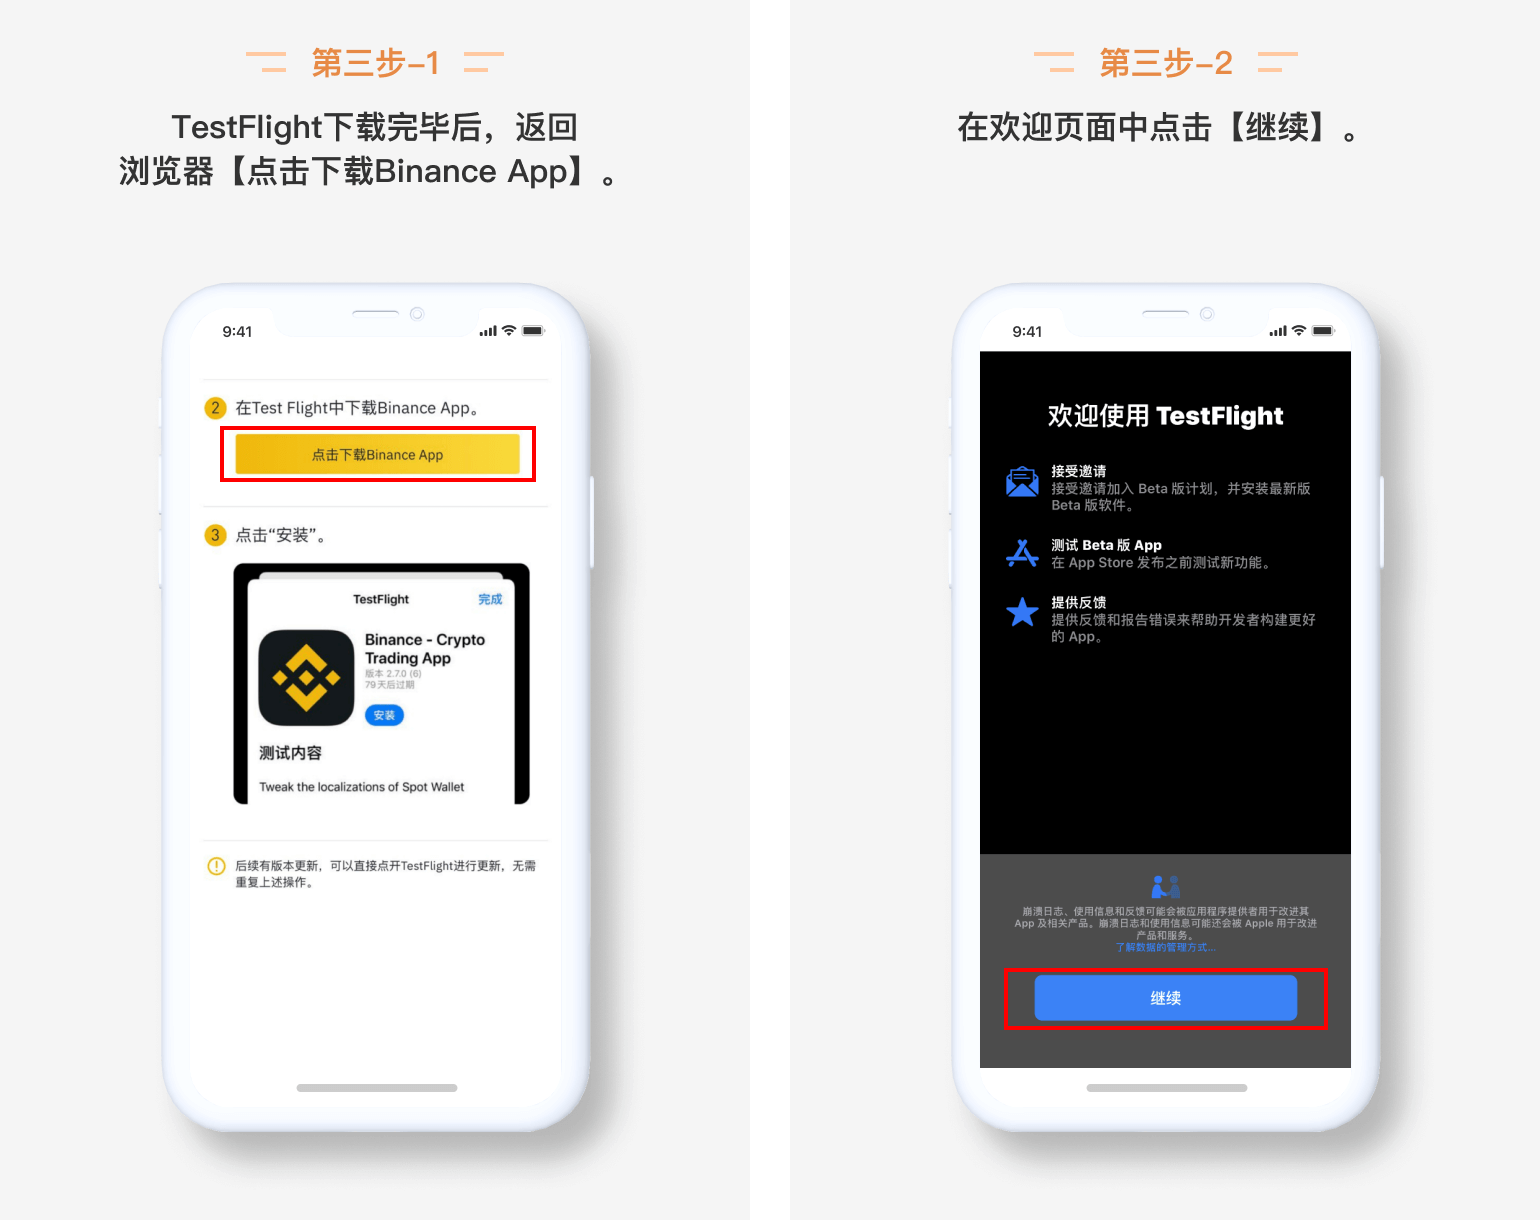 第三步-1
TestFlight下载完毕后，返回
浏览器【点击下载Binance App】。
9:41
2 在Test Flight中下载Binance App。
点击下载Binance App
3 点击“安装”。
TestFlight 完成
Binance - Crypto
Trading App
版本 2.7.0 (6)
79 天后过期
安装
测试内容
Tweak the localizations of Spot Wallet
后续有版本更新，可以直接点开TestFlight进行更新，无需
重复上述操作。
第三步-2
在欢迎页面中点击【继续】。
9:41
欢迎使用 TestFlight
接受邀请
接受邀请加入 Beta 版计划，并安装最新版
Beta 版软件。
测试 Beta 版 App
在 App Store 发布之前测试新功能。
提供反馈
提供反馈和报告错误来帮助开发者构建更好
的 App。
崩溃日志、使用信息和反馈可能会被应用程序提供者用于改进其
App 及相关产品。崩溃日志和使用信息可能还会被 Apple 用于改进
产品和服务。
了解数据的管理方式...
继续